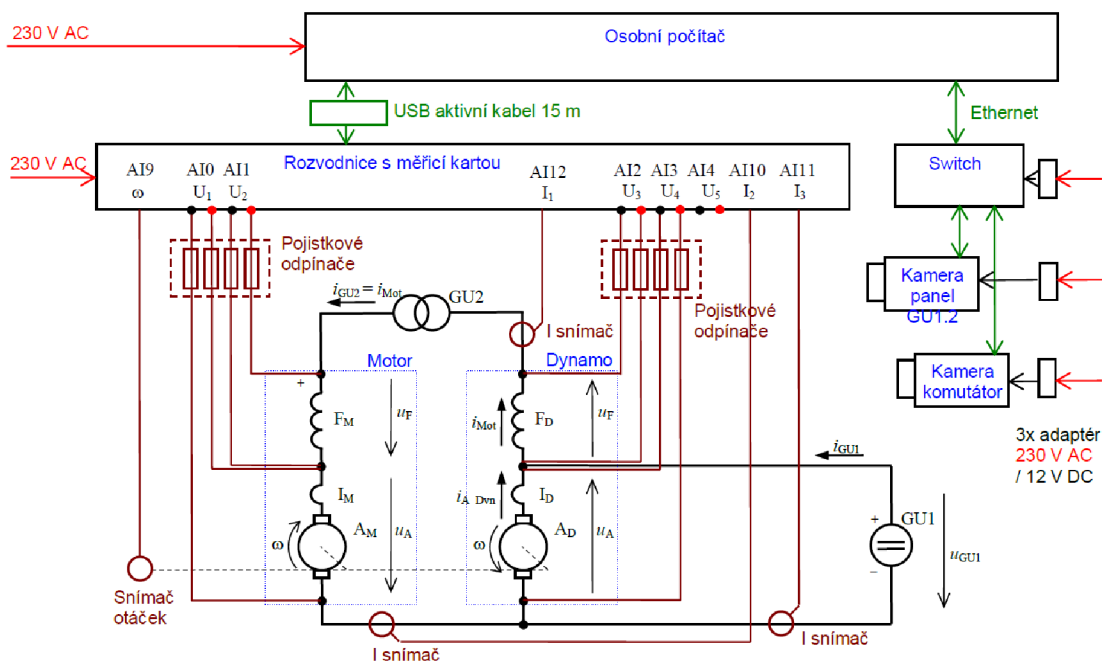 230 V AC
Osobní počítač
USB aktivní kabel 15 m
Ethernet
230 V AC
Rozvodnice s měřicí kartou
AI9 AI0 AI1 AI12 AI2 AI3 AI4 AI10 AI11
ω U1 U2 I1 U3 U4 U5 I2 I3
Switch
Pojistkové
odpínače
Pojistkové
odpínače
Kamera
panel
GU1.2
iGU2 = iMot
GU2
I snímač
Motor
Dynamo
Kamera
komutátor
+
FM
uF
iMot
FD
uF
3x adaptér
230 V AC
/ 12 V DC
iGU1
IM
iA Dyn
ID
ω
AM
uA
ω
AD
uA
+
GU1
−
uGU1
Snímač
otáček
I snímač
I snímač